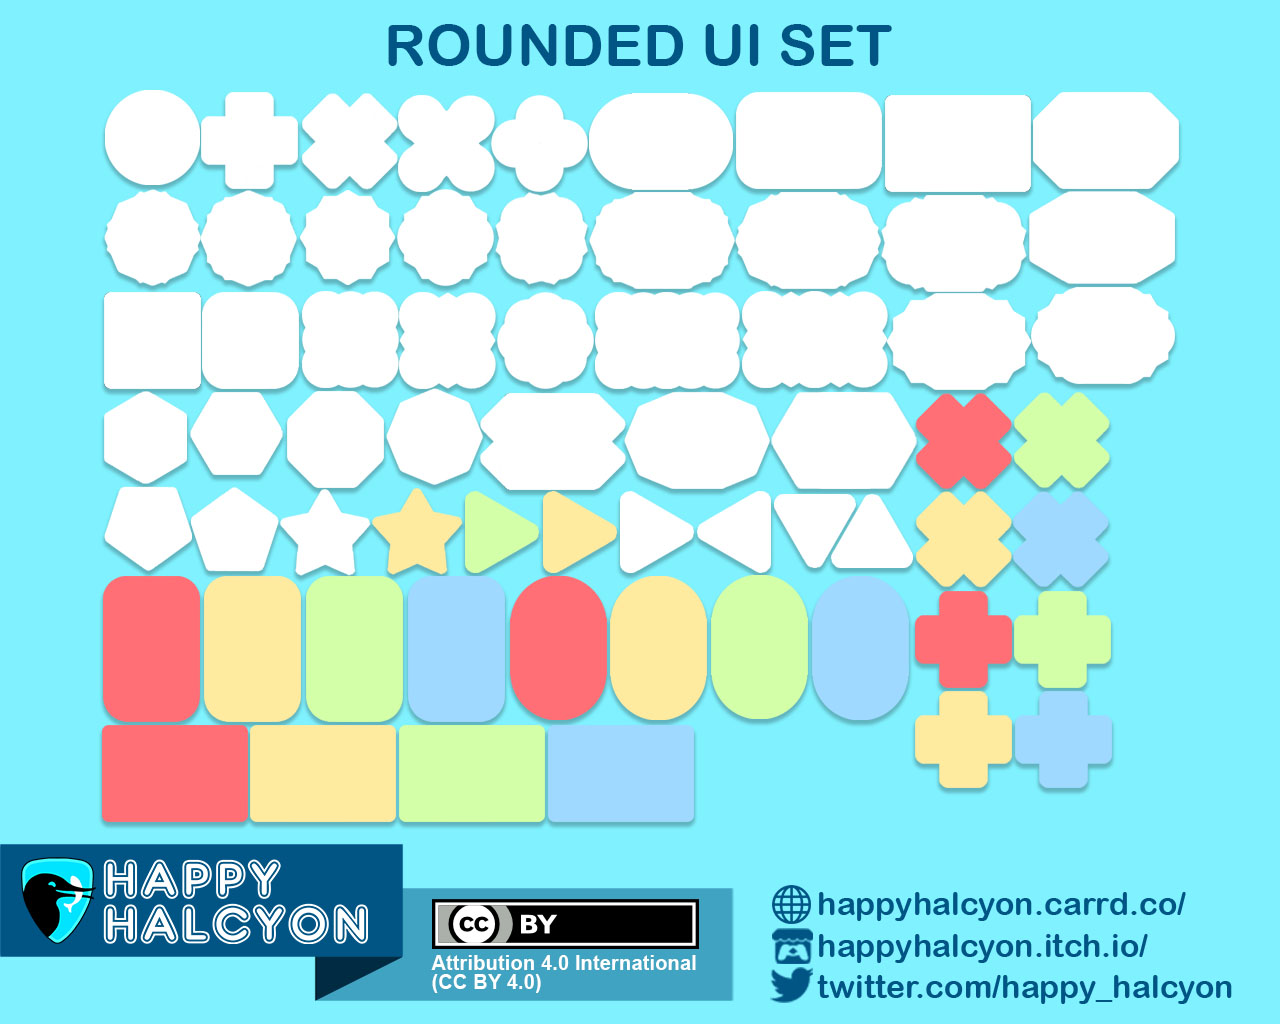 ROUNDED UI SET
HAPPY
HALCYON
cc BY
Attribution 4.0 International
(CC BY 4.0)
happyhalcyon.carrd.co/
happyhalcyon.itch.io/
twitter.com/happy_halcyon